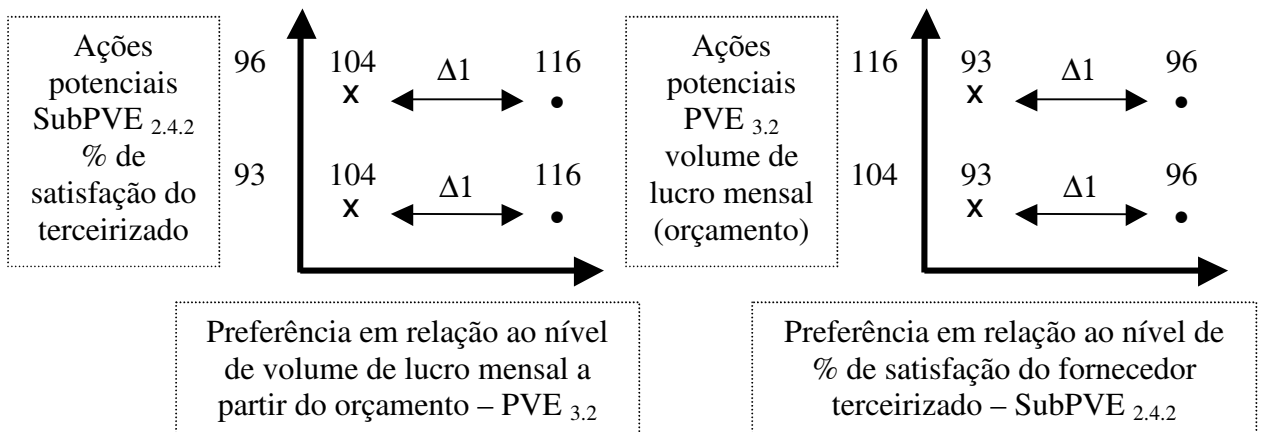 Ações
potenciais
SubPVE 2.4.2
% de
satisfação do
terceirizado
96 104 Δ1 116
x •
93 104 Δ1 116
x •
Ações
potenciais
PVE 3.2
volume de
lucro mensal
(orçamento)
116 93 Δ1 96
x •
104 93 Δ1 96
x •
Preferência em relação ao nível
de volume de lucro mensal a
partir do orçamento – PVE 3.2
Preferência em relação ao nível de
% de satisfação do fornecedor
terceirizado – SubPVE 2.4.2